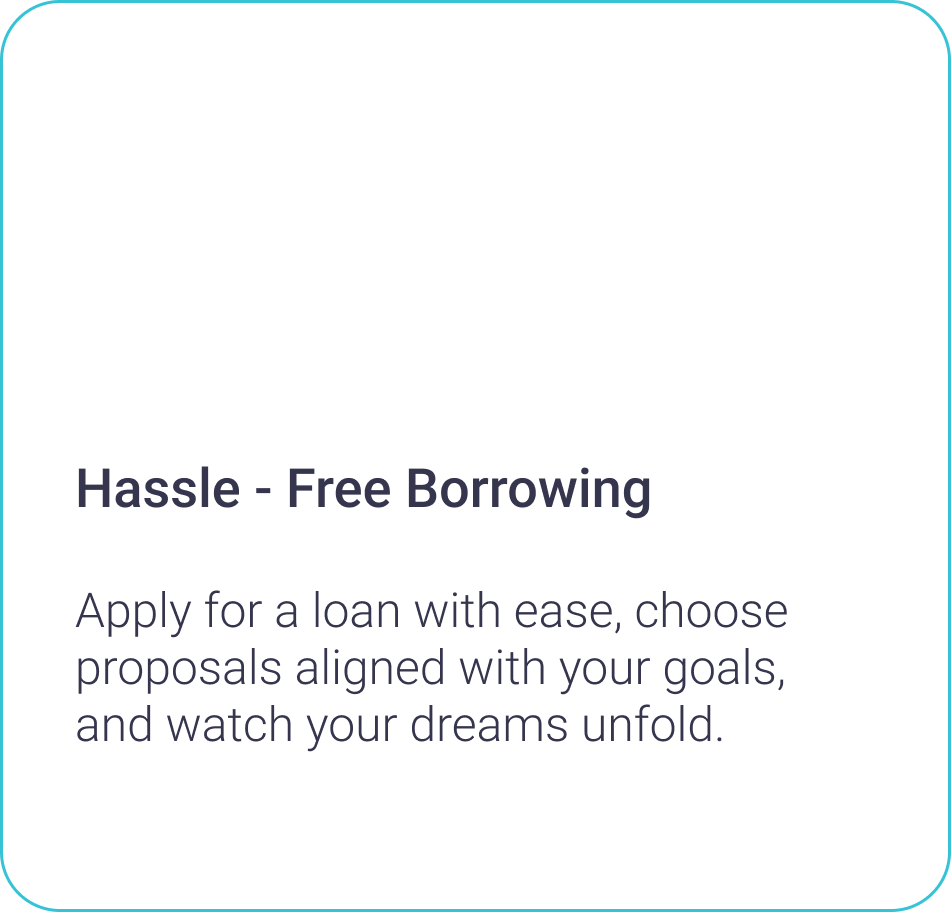 Hassle - Free Borrowing
Apply for a loan with ease, choose
proposals aligned with your goals,
and watch your dreams unfold.